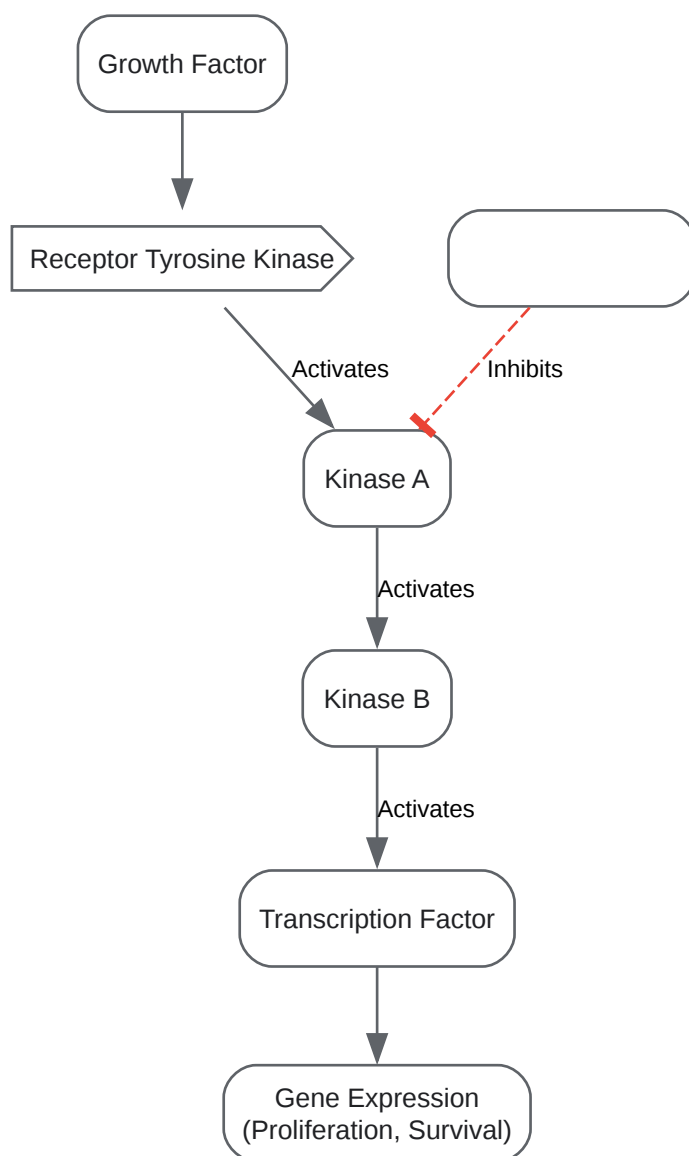 Growth Factor
Receptor Tyrosine Kinase
Activates
Inhibits
Kinase A
Activates
Kinase B
Activates
Transcription Factor
Gene Expression
(Proliferation, Survival)